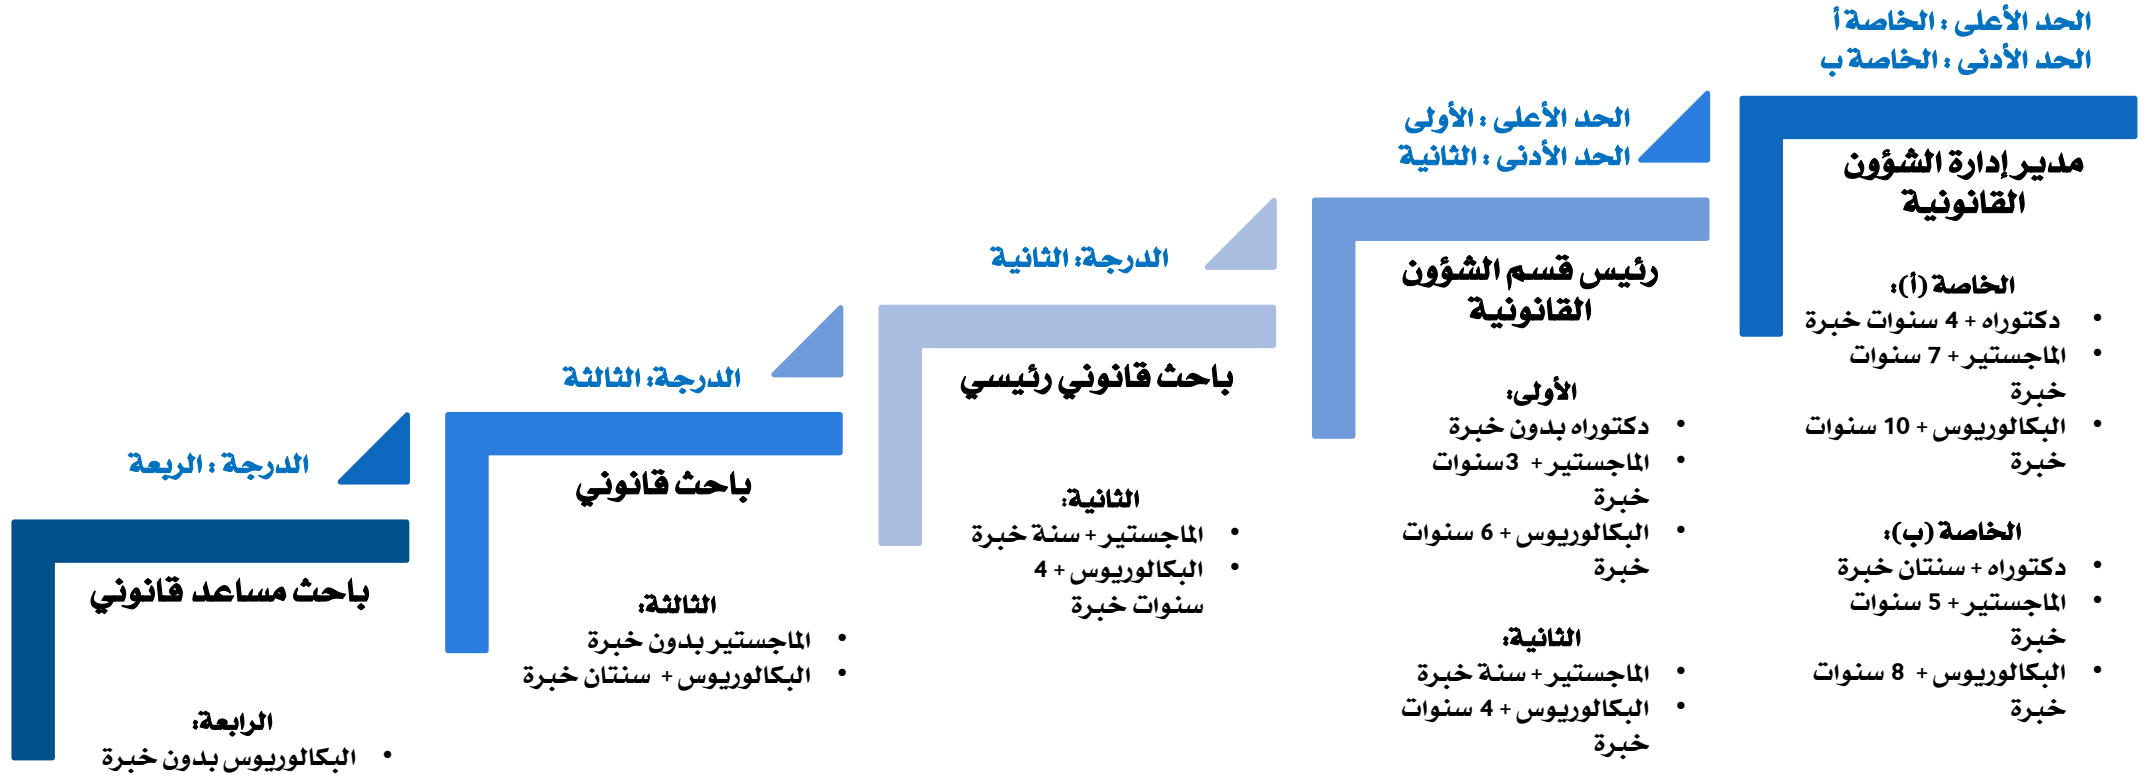 الحد الأعلى : الخاصة أ
الحد الأدنى : الخاصة ب
مدير إدارة الشؤون
القانونية
الخاصة (أ):
• دكتوراه + 4 سنوات خبرة
• الماجستير + 7 سنوات
خبرة
• البكالوريوس + 10 سنوات
خبرة
الخاصة (ب):
• دكتوراه + سنتان خبرة
• الماجستير + 5 سنوات
خبرة
• البكالوريوس + 8 سنوات
خبرة
الحد الأعلى : الأولى
الحد الأدنى : الثانية
رئيس قسم الشؤون
القانونية
الأولى:
• دكتوراه بدون خبرة
• الماجستير + 3سنوات
خبرة
• البكالوريوس + 6 سنوات
خبرة
الثانية:
• الماجستير + سنة خبرة
• البكالوريوس + 4 سنوات
خبرة
الدرجة: الثانية
باحث قانوني رئيسي
الثانية:
• الماجستير + سنة خبرة
• البكالوريوس + 4
سنوات خبرة
الدرجة: الثالثة
باحث قانوني
الثالثة:
• الماجستير بدون خبرة
• البكالوريوس + سنتان خبرة
الدرجة : الربعة
باحث مساعد قانوني
الرابعة:
• البكالوريوس بدون خبرة